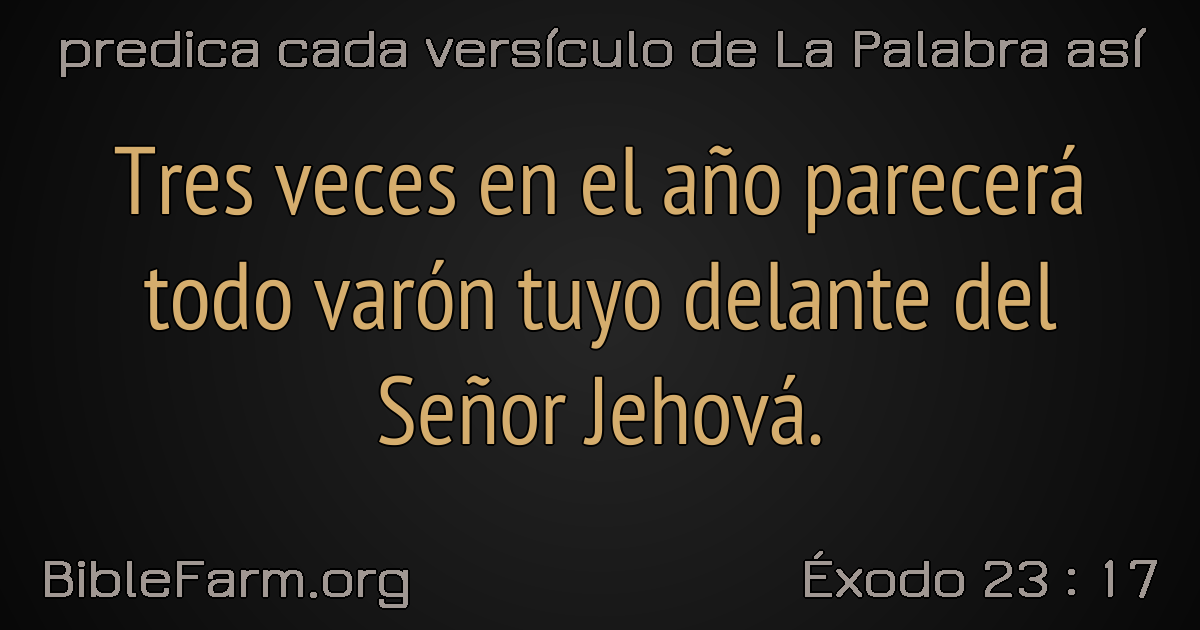 predica cada versículo de La Palabra así
Tres veces en el año parecerá
todo varón tuyo delante del
Señor Jehová.
BibleFarm.org
Éxodo 23 : 17